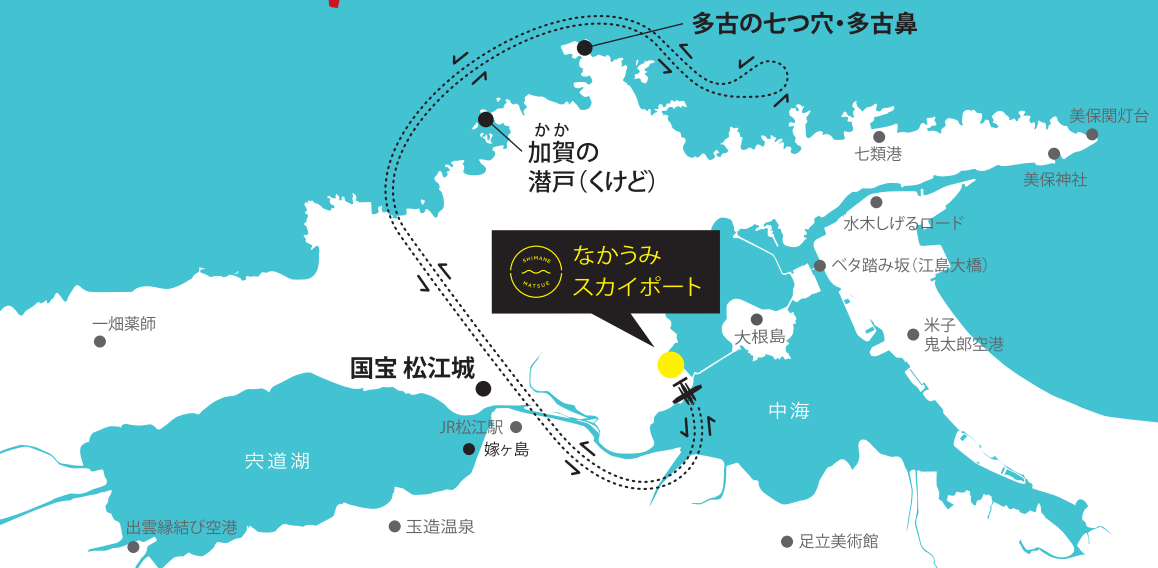 多古の七つ穴・多古鼻
かか
加賀の
潜戸(くけど)
美保関灯台
七類港
美保神社
水木しげるロード
SHIMANE
MATSUE
なかうみ
スカイポート
ベタ踏み坂(江島大橋)
一畑薬師
大根島
米子
鬼太郎空港
国宝 松江城
中海
JR松江駅
嫁ヶ島
宍道湖
出雲縁結び空港
玉造温泉
足立美術館